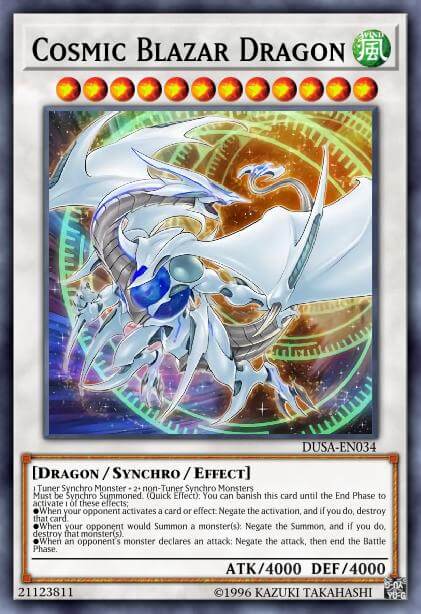 Cosmic Blazar Dragon
WIND
風
DUSA-EN034
[Dragon / Synchro / Effect]
1 Tuner Synchro Monster + 2+ non-Tuner Synchro Monsters
Must be Synchro Summoned. (Quick Effect): You can banish this card until the End Phase to
activate 1 of these effects;
●When your opponent activates a card or effect: Negate the activation, and if you do, destroy
that card.
●When your opponent would Summon a monster(s): Negate the Summon, and if you do,
destroy that monster(s).
●When an opponent's monster declares an attack: Negate the attack, then end the Battle
Phase.
ATK/4000 DEF/4000
21123811
©1996 KAZUKI TAKAHASHI